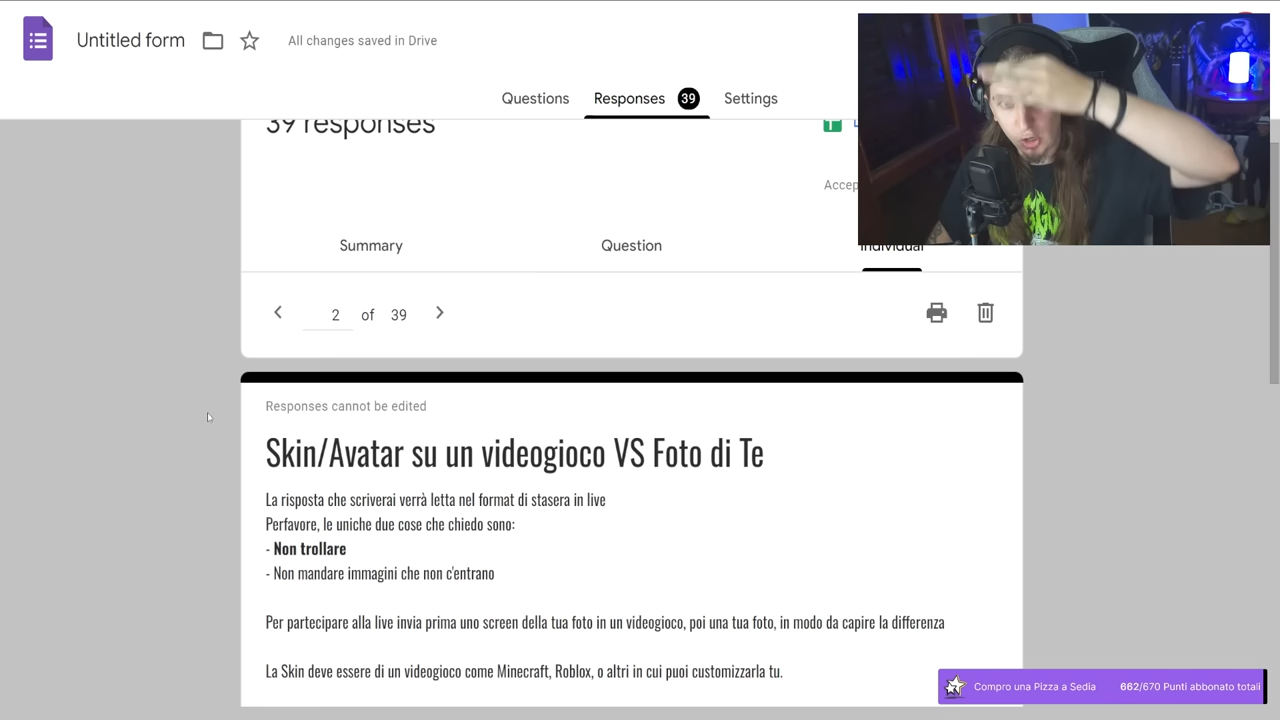 Untitled form
All changes saved in Drive
Questions
Responses 39
Settings
39 responses
Summary
Question
Individual
2 of 39
Responses cannot be edited
Skin/Avatar su un videogioco VS Foto di Te
La risposta che scriverai verrà letta nel format di stasera in live
Perfavore, le uniche due cose che chiedo sono:
- Non trollare
- Non mandare immagini che non c'entrano
Per partecipare alla live invia prima uno screen della tua foto in un videogioco, poi una tua foto, in modo da capire la differenza
La Skin deve essere di un videogioco come Minecraft, Roblox, o altri in cui puoi customizzarla tu.
Compro una Pizza a Sedia
662/670 Punti abbonato totali